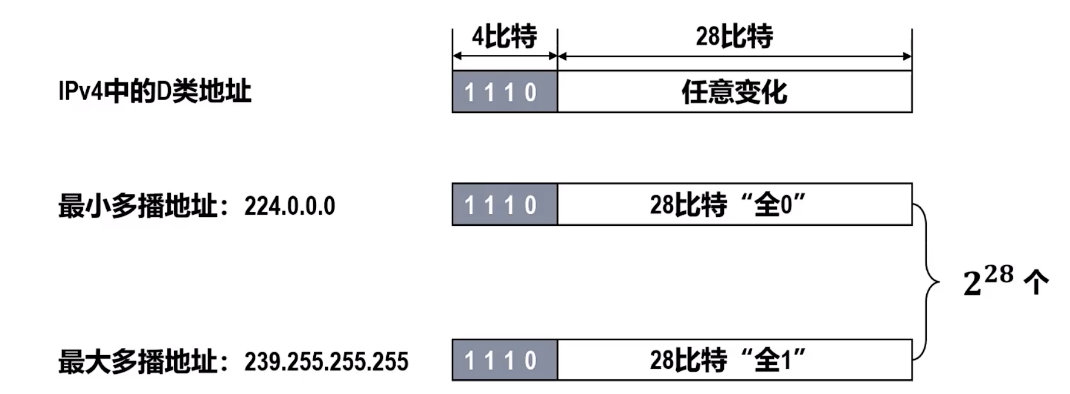 4比特 28比特
IPv4中的D类地址 1 1 1 0 任意变化
最小多播地址：224.0.0.0 1 1 1 0 28比特“全0”
2²⁸ 个
最大多播地址：239.255.255.255 1 1 1 0 28比特“全1”